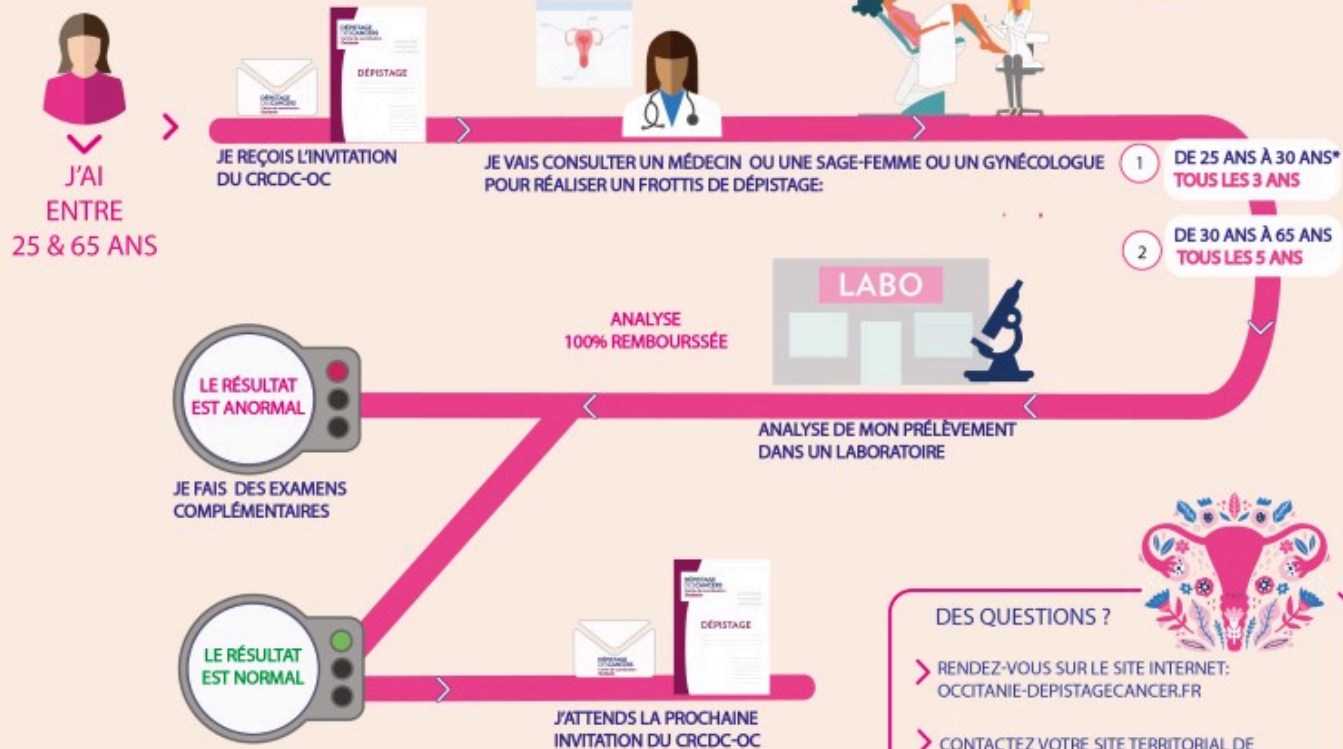 J'AI
ENTRE
25 & 65 ANS
DÉPISTAGE
JE REÇOIS L'INVITATION
DU CRCDC-OC
JE VAIS CONSULTER UN MÉDECIN OU UNE SAGE-FEMME OU UN GYNÉCOLOGUE
POUR RÉALISER UN FROTTIS DE DÉPISTAGE:
1
DE 25 ANS À 30 ANS*
TOUS LES 3 ANS
2
DE 30 ANS À 65 ANS
TOUS LES 5 ANS
LABO
ANALYSE
100% REMBOURSSÉE
ANALYSE DE MON PRÉLÈVEMENT
DANS UN LABORATOIRE
LE RÉSULTAT
EST ANORMAL
JE FAIS DES EXAMENS
COMPLÉMENTAIRES
LE RÉSULTAT
EST NORMAL
DÉPISTAGE
J'ATTENDS LA PROCHAINE
INVITATION DU CRCDC-OC
DES QUESTIONS ?
RENDEZ-VOUS SUR LE SITE INTERNET:
OCCITANIE-DEPISTAGECANCER.FR
CONTACTEZ VOTRE SITE TERRITORIAL DE